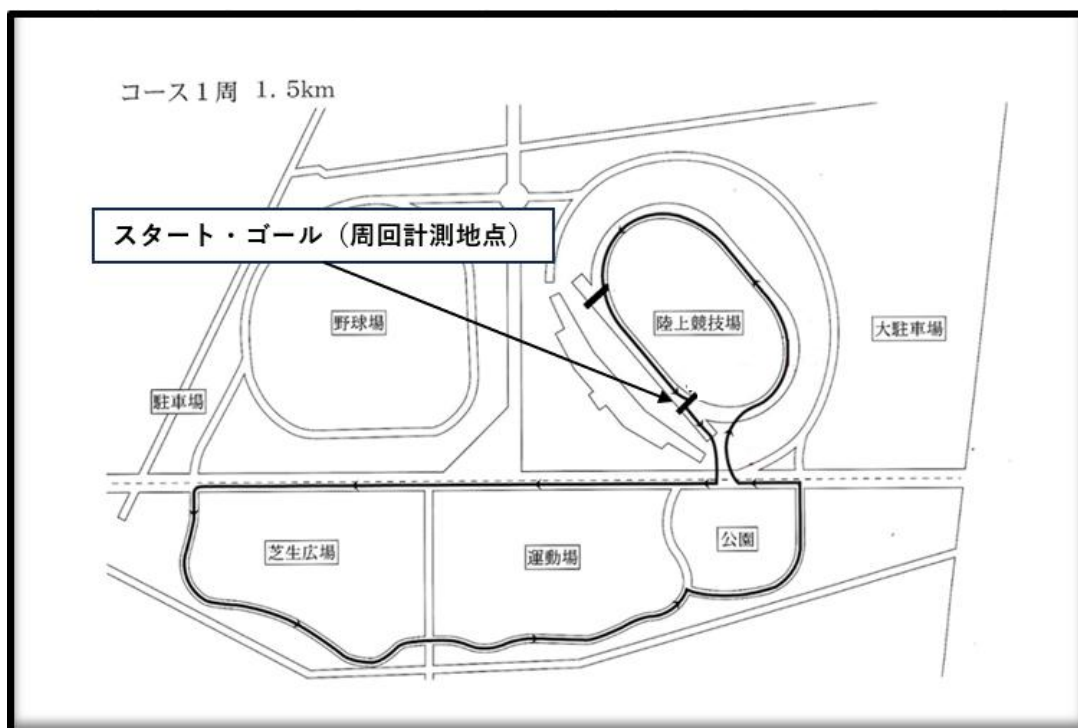 コース1周 1.5km
スタート・ゴール（周回計測地点）
野球場
陸上競技場
大駐車場
駐車場
芝生広場
運動場
公園